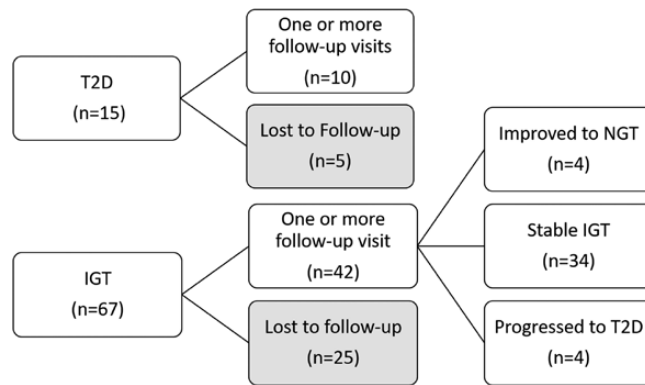 T2D
(n=15)
One or more
follow-up visits
(n=10)
Lost to Follow-up
(n=5)
IGT
(n=67)
One or more
follow-up visit
(n=42)
Lost to follow-up
(n=25)
Improved to NGT
(n=4)
Stable IGT
(n=34)
Progressed to T2D
(n=4)